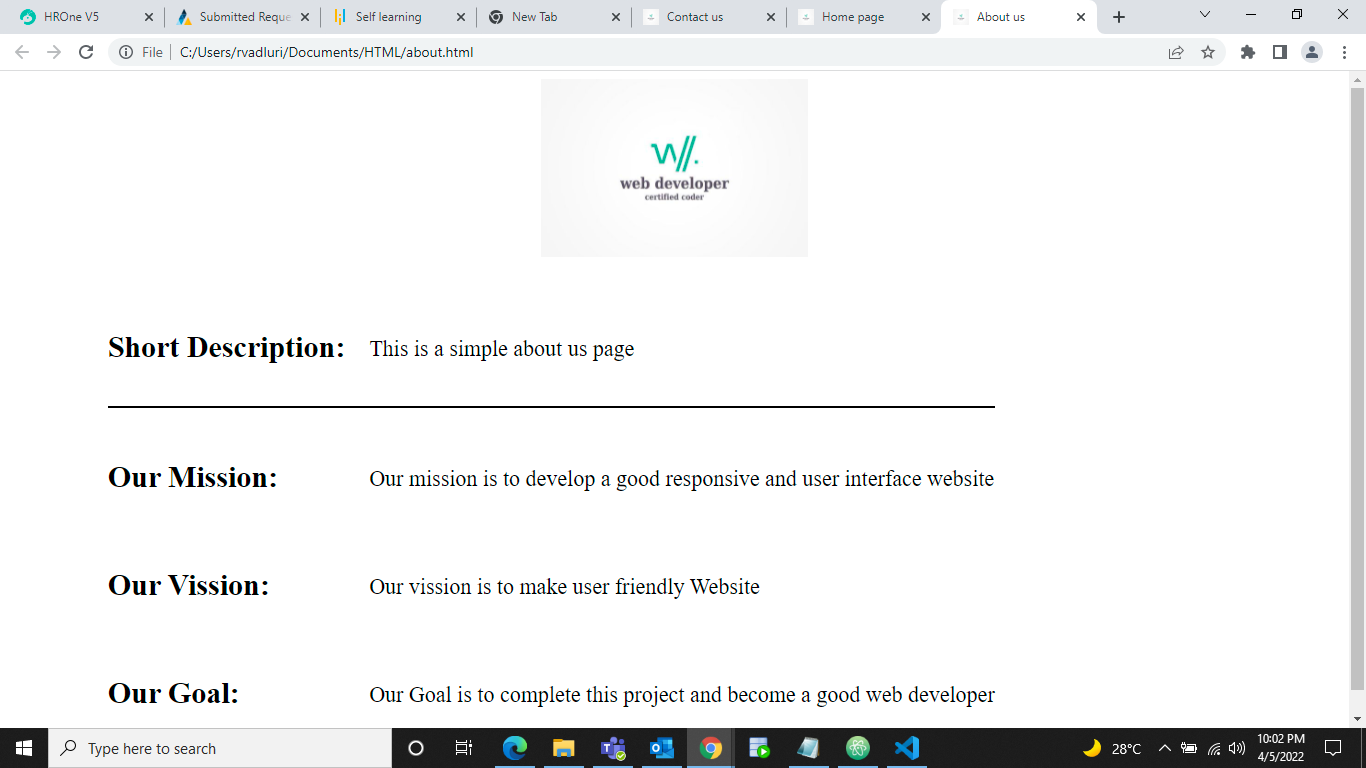 HROne V5
Submitted Reque
Self learning
New Tab
Contact us
Home page
About us
File
C:/Users/rvadluri/Documents/HTML/about.html
web developer
certified coder
Short Description: This is a simple about us page
Our Mission: Our mission is to develop a good responsive and user interface website
Our Vission: Our vission is to make user friendly Website
Our Goal: Our Goal is to complete this project and become a good web developer
Type here to search
28°C
10:02 PM
4/5/2022